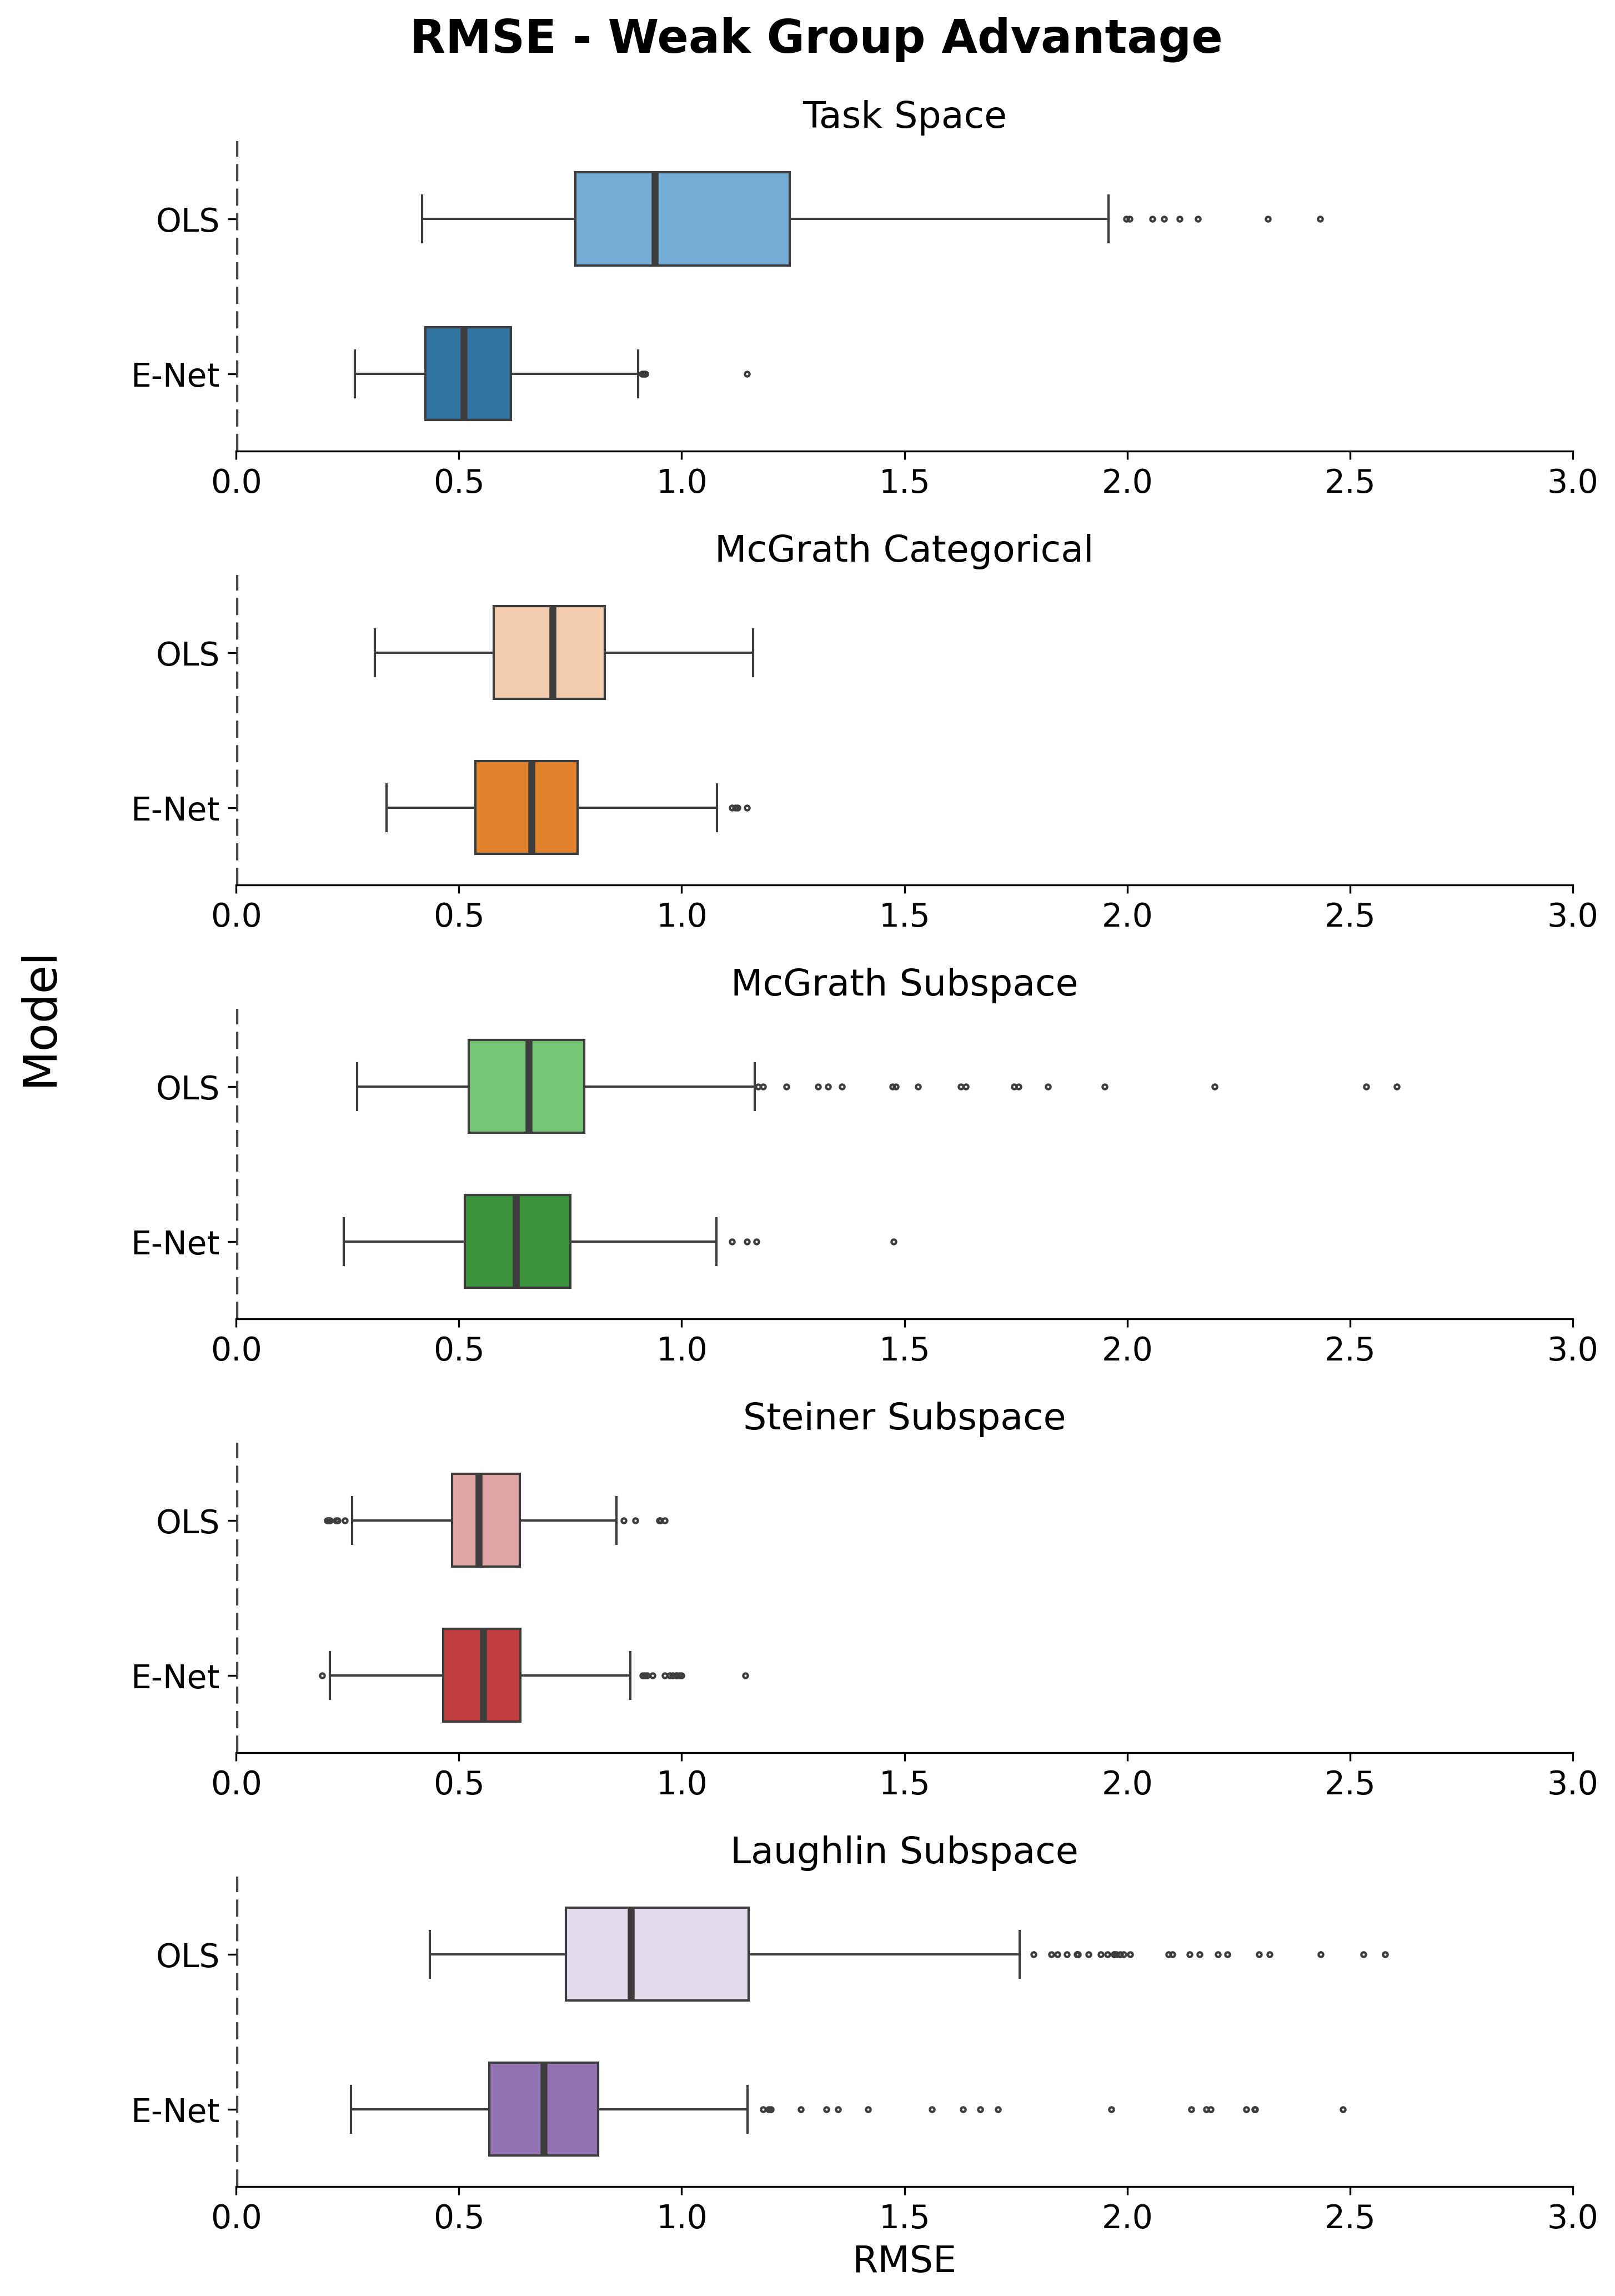 RMSE - Weak Group Advantage
Task Space
OLS
E-Net
0.0 0.5 1.0 1.5 2.0 2.5 3.0
McGrath Categorical
OLS
E-Net
0.0 0.5 1.0 1.5 2.0 2.5 3.0
Model
McGrath Subspace
OLS
E-Net
0.0 0.5 1.0 1.5 2.0 2.5 3.0
Steiner Subspace
OLS
E-Net
0.0 0.5 1.0 1.5 2.0 2.5 3.0
Laughlin Subspace
OLS
E-Net
0.0 0.5 1.0 1.5 2.0 2.5 3.0
RMSE